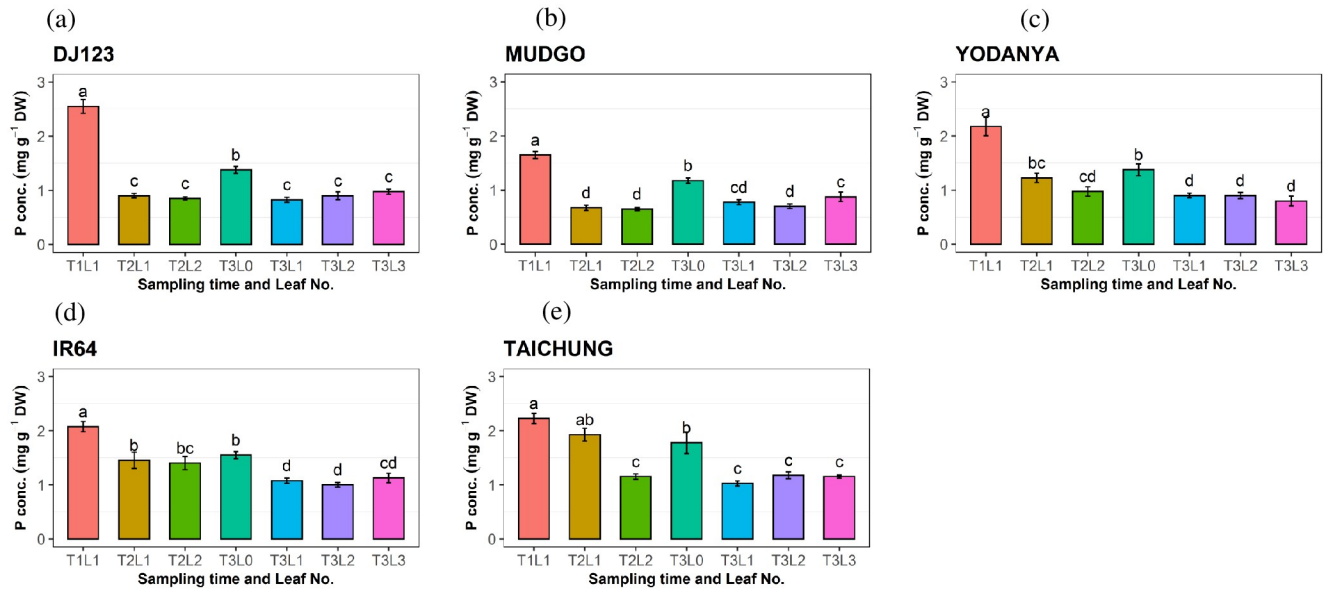 (a)
DJ123
P conc. (mg g⁻¹ DW)
3
2
1
0
a
c
c
b
c
c
c
T1L1 T2L1 T2L2 T3L0 T3L1 T3L2 T3L3
Sampling time and Leaf No.
(b)
MUDGO
P conc. (mg g⁻¹ DW)
3
2
1
0
a
d
d
b
cd
d
c
T1L1 T2L1 T2L2 T3L0 T3L1 T3L2 T3L3
Sampling time and Leaf No.
(c)
YODANYA
P conc. (mg g⁻¹ DW)
3
2
1
0
a
bc
cd
b
d
d
d
T1L1 T2L1 T2L2 T3L0 T3L1 T3L2 T3L3
Sampling time and Leaf No.
(d)
IR64
P conc. (mg g⁻¹ DW)
3
2
1
0
a
b
bc
b
d
d
cd
T1L1 T2L1 T2L2 T3L0 T3L1 T3L2 T3L3
Sampling time and Leaf No.
(e)
TAICHUNG
P conc. (mg g⁻¹ DW)
3
2
1
0
a
ab
c
b
c
c
c
T1L1 T2L1 T2L2 T3L0 T3L1 T3L2 T3L3
Sampling time and Leaf No.